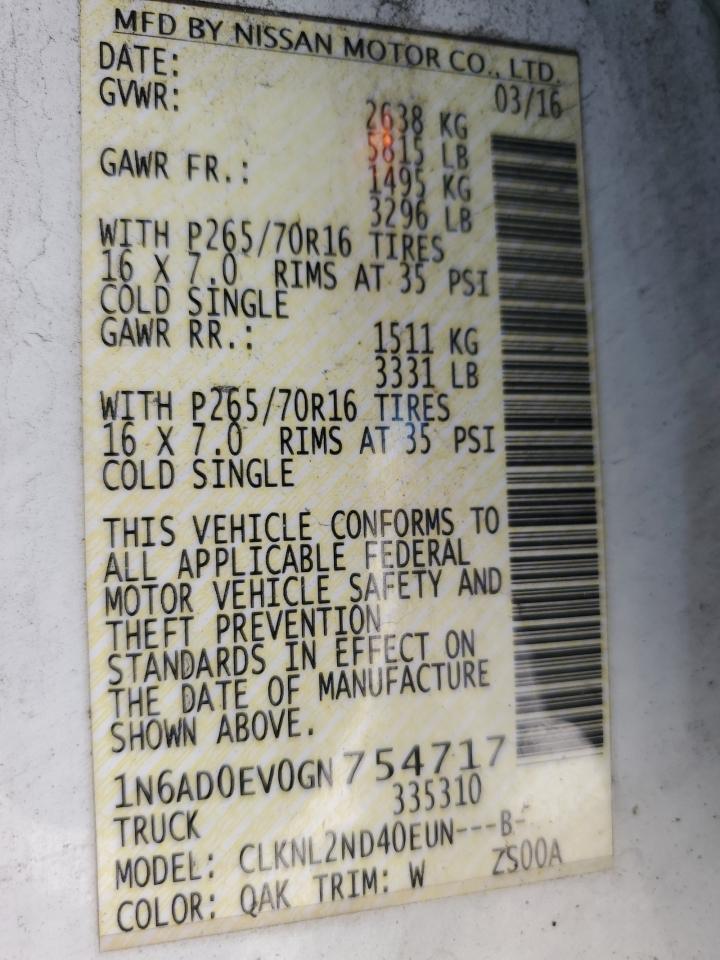 MFD BY NISSAN MOTOR CO., LTD.
DATE: 03/16
GVWR: 2638 KG
5815 LB
GAWR FR.: 1495 KG
3296 LB
WITH P265/70R16 TIRES
16 X 7.0 RIMS AT 35 PSI
COLD SINGLE
GAWR RR.: 1511 KG
3331 LB
WITH P265/70R16 TIRES
16 X 7.0 RIMS AT 35 PSI
COLD SINGLE
THIS VEHICLE CONFORMS TO
ALL APPLICABLE FEDERAL
MOTOR VEHICLE SAFETY AND
THEFT PREVENTION
STANDARDS IN EFFECT ON
THE DATE OF MANUFACTURE
SHOWN ABOVE.
1N6AD0EV0GN754717
TRUCK 335310
MODEL: CLKNL2ND40EUN---B-
COLOR: QAK TRIM: W ZS00A